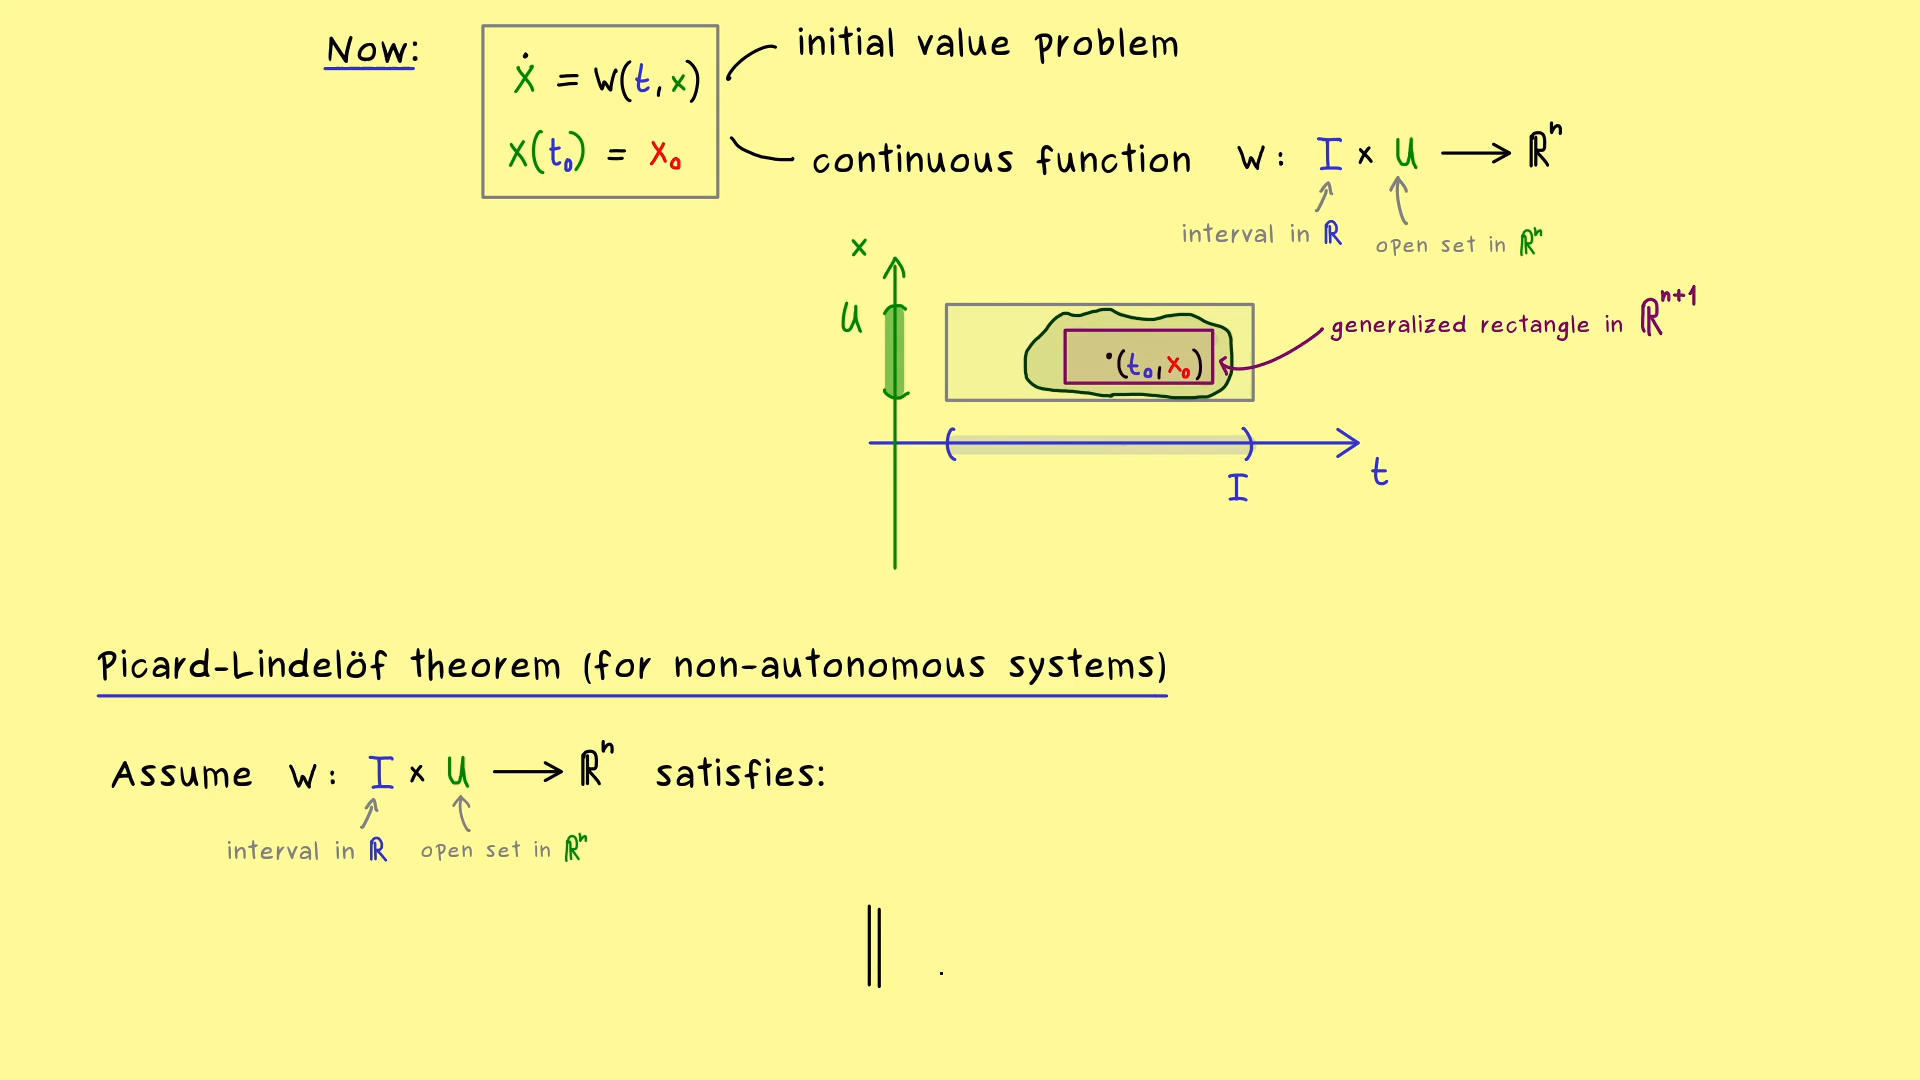 Now:
ẋ = w(t, x)
x(t₀) = x₀
initial value problem
continuous function w: I × U ⟶ ℝⁿ
interval in ℝ
open set in ℝⁿ
x
U
(t₀, x₀)
generalized rectangle in ℝⁿ⁺¹
I
t
Picard-Lindelöf theorem (for non-autonomous systems)
Assume w: I × U ⟶ ℝⁿ satisfies:
interval in ℝ open set in ℝⁿ
‖ .